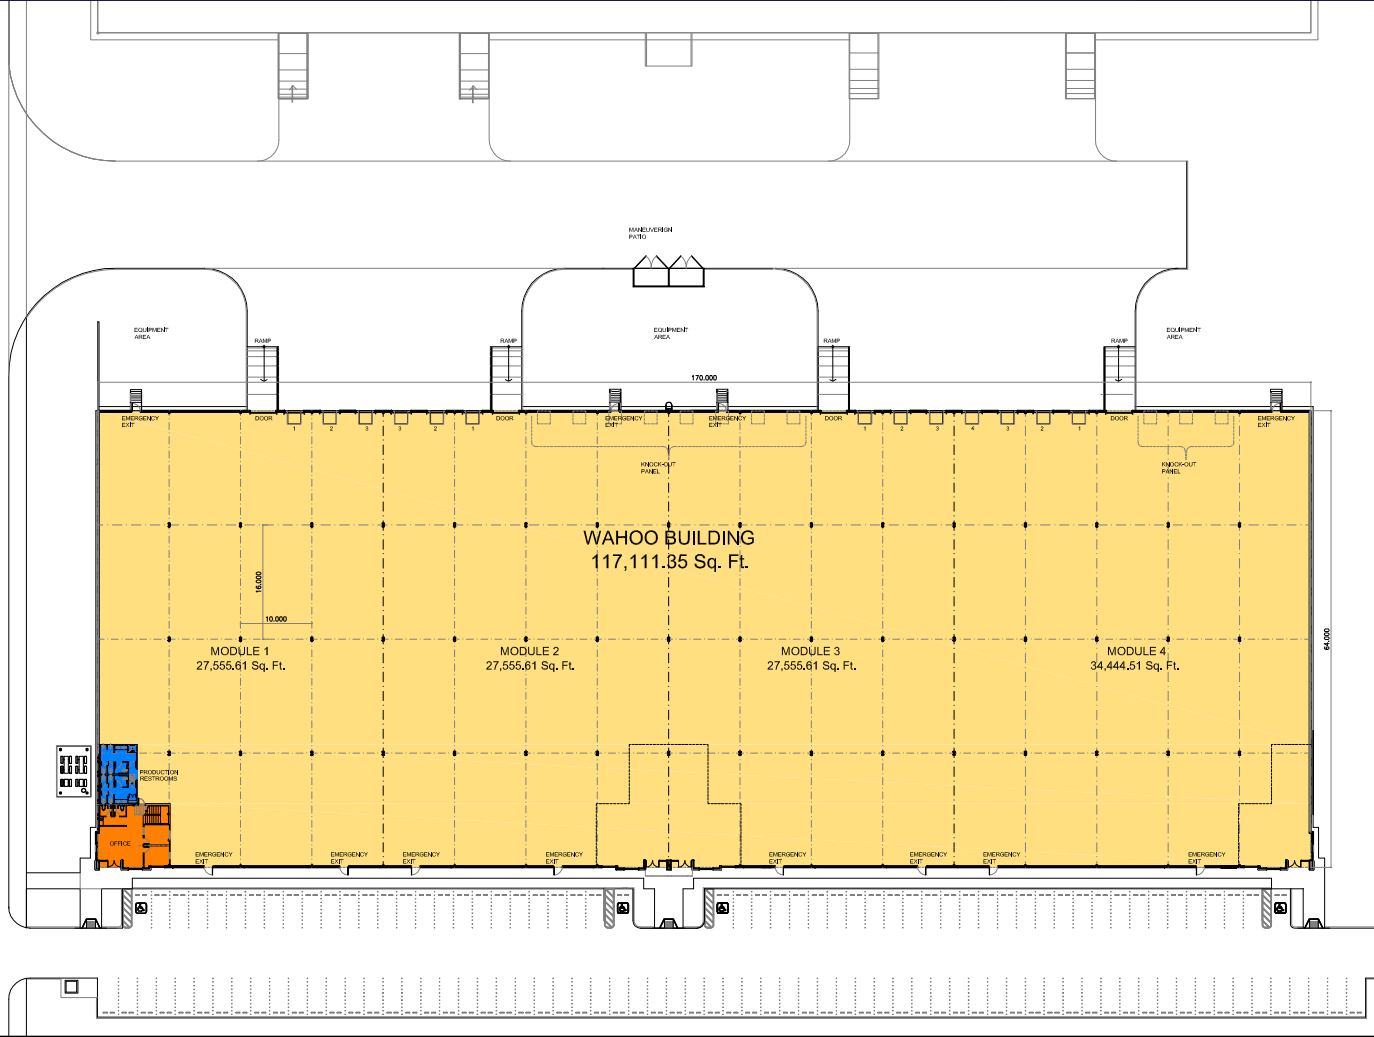 MANEUVERIGN
PATIO
EQUIPMENT
AREA
EQUIPMENT
AREA
EQUIPMENT
AREA
RAMP
RAMP
RAMP
RAMP
170.000
EMERGENCY
EXIT
DOOR
1
2
3
3
2
1
DOOR
EMERGENCY
EXIT
EMERGENCY
EXIT
DOOR
1
2
3
4
3
2
1
DOOR
EMERGENCY
EXIT
KNOCK-OUT
PANEL
KNOCK-OUT
PANEL
WAHOO BUILDING
117,111.35 Sq. Ft.
16.000
10.000
64.000
MODULE 1
27,555.61 Sq. Ft.
MODULE 2
27,555.61 Sq. Ft.
MODULE 3
27,555.61 Sq. Ft.
MODULE 4
34,444.51 Sq. Ft.
PRODUCTION
RESTROOMS
OFFICE
EMERGENCY
EXIT
EMERGENCY
EXIT
EMERGENCY
EXIT
EMERGENCY
EXIT
EMERGENCY
EXIT
EMERGENCY
EXIT
EMERGENCY
EXIT
EMERGENCY
EXIT